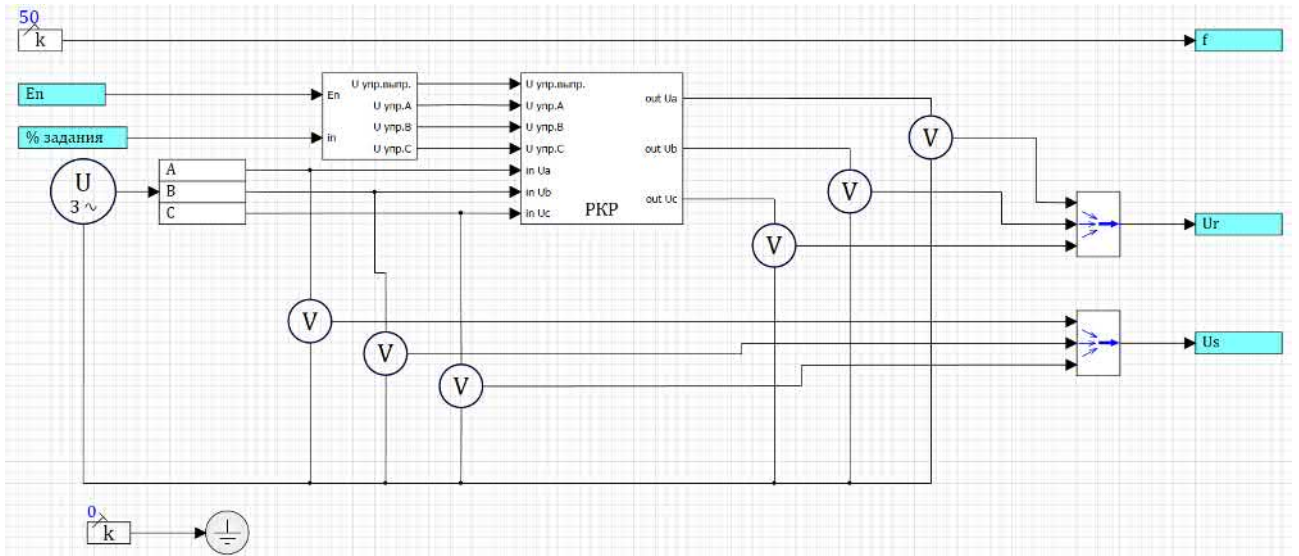 50
k
f
En
% задания
En
in
U упр.выпр.
U упр.А
U упр.В
U упр.С
U упр.выпр.
U упр.А
U упр.В
U упр.С
in Ua
in Ub
in Uc
out Ua
out Ub
out Uc
РКР
U
3 ~
A
B
C
V
V
V
Ur
V
V
V
Us
0
k